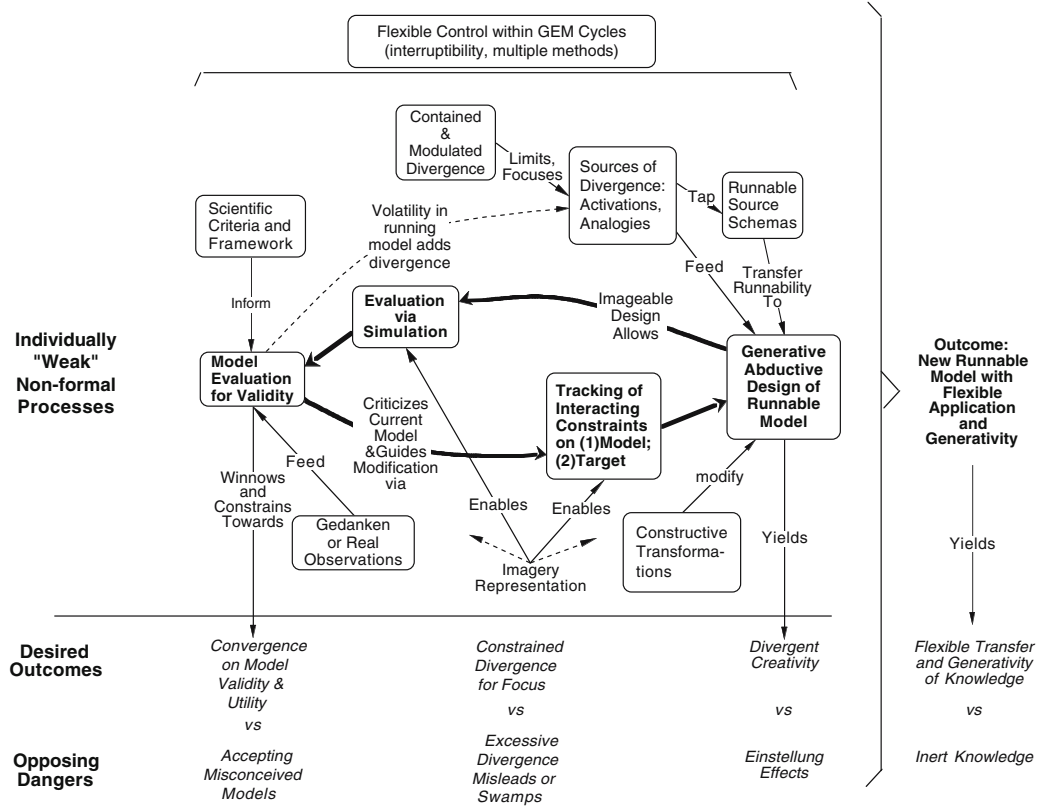 Flexible Control within GEM Cycles
(interruptibility, multiple methods)
Contained
&
Modulated
Divergence
Limits,
Focuses
Sources of
Divergence:
Activations,
Analogies
Tap
Runnable
Source
Schemas
Scientific
Criteria and
Framework
Volatility in
running
model adds
divergence
Feed
Transfer
Runnability
To
Inform
Evaluation
via
Simulation
Imageable
Design
Allows
Individually
"Weak"
Non-formal
Processes
Model
Evaluation
for Validity
Criticizes
Current
Model
&Guides
Modification
via
Tracking of
Interacting
Constraints
on (1)Model;
(2)Target
Generative
Abductive
Design of
Runnable
Model
Outcome:
New Runnable
Model with
Flexible
Application
and
Generativity
Winnows
and
Constrains
Towards
Feed
Gedanken
or Real
Observations
Enables
Enables
Imagery
Representation
modify
Constructive
Transforma-
tions
Yields
Yields
Desired
Outcomes
Convergence
on Model
Validity &
Utility
vs
Constrained
Divergence
for Focus
vs
Divergent
Creativity
vs
Flexible Transfer
and Generativity
of Knowledge
vs
Opposing
Dangers
Accepting
Misconceived
Models
Excessive
Divergence
Misleads or
Swamps
Einstellung
Effects
Inert Knowledge